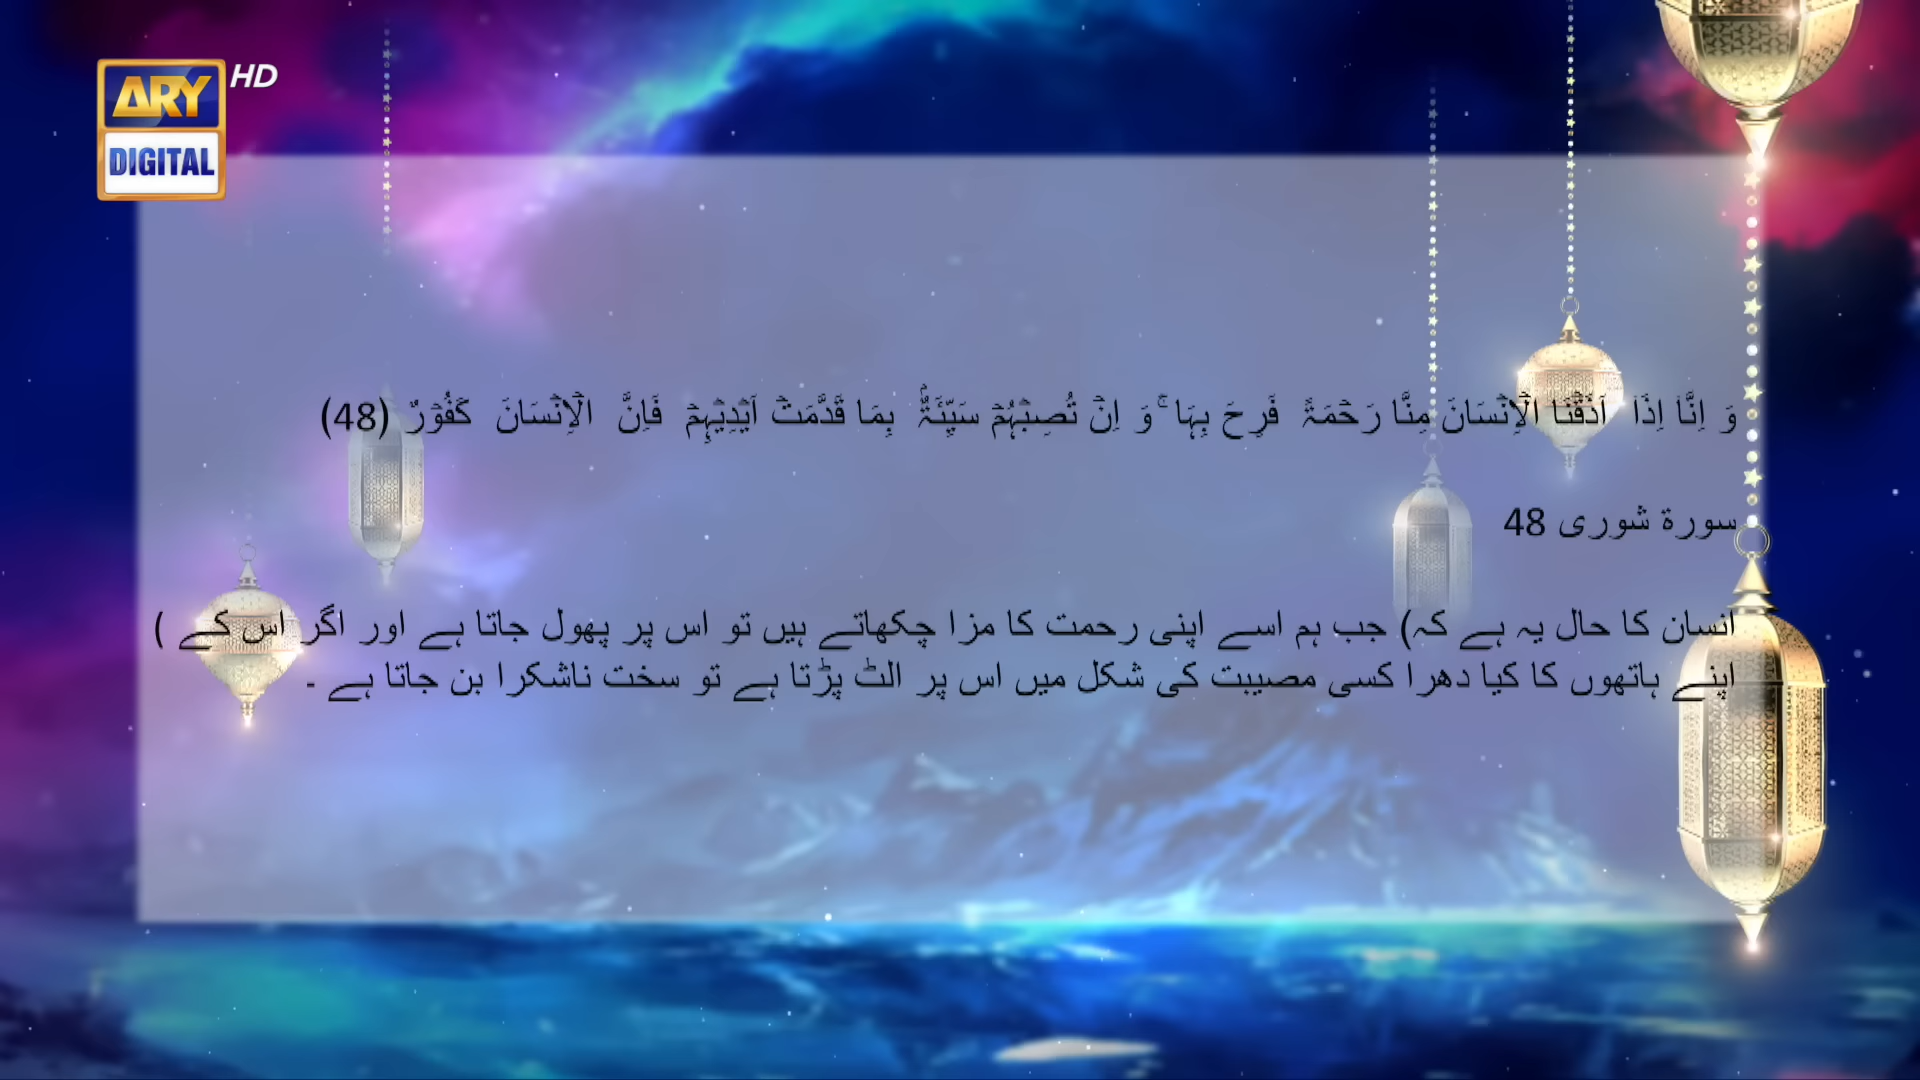 ARY HD
DIGITAL
وَ اِنَّاۤ اِذَاۤ اَذَقۡنَا الۡاِنۡسَانَ مِنَّا رَحۡمَۃً فَرِحَ بِہَا ۚ وَ اِنۡ تُصِبۡہُمۡ سَیِّئَۃٌۢ بِمَا قَدَّمَتۡ اَیۡدِیۡہِمۡ فَاِنَّ الۡاِنۡسَانَ کَفُوۡرٌ (48)
سورۃ شوری 48
انسان کا حال یہ ہے کہ) جب ہم اسے اپنی رحمت کا مزا چکھاتے ہیں تو اس پر پھول جاتا ہے اور اگر اس کے (
اپنے ہاتھوں کا کیا دھرا کسی مصیبت کی شکل میں اس پر الٹ پڑتا ہے تو سخت ناشکرا بن جاتا ہے ۔